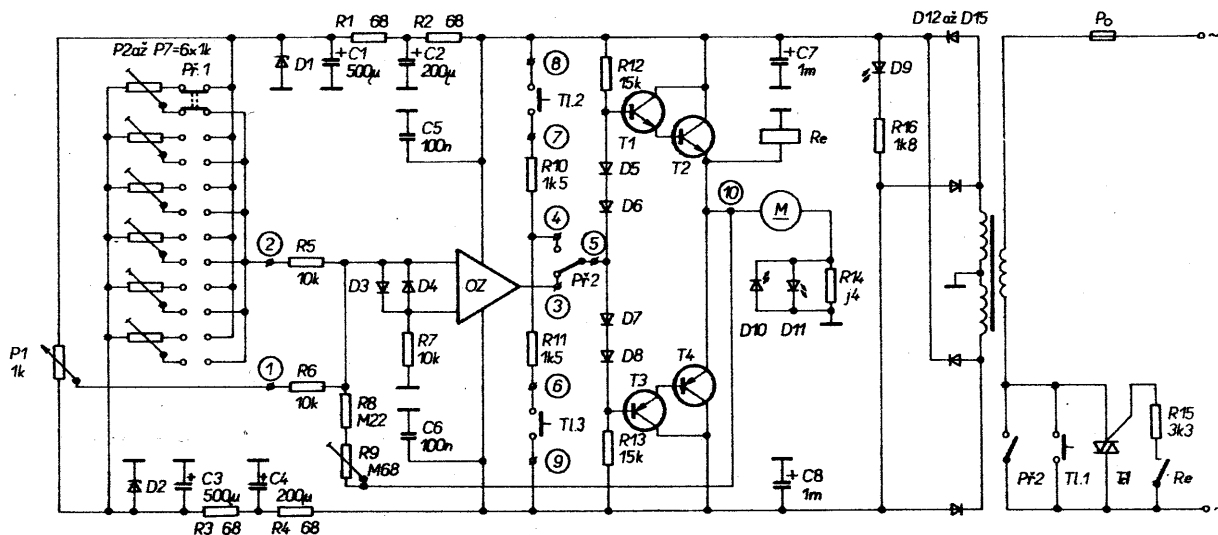 R1 68 R2 68
D12 až D15
Po
P2 až P7=6x1k
Př.1
D1
+C1
500µ
+C2
200µ
C5
100n
8
Tl.2
7
R10
1k5
4
5
Př.2
3
R11
1k5
6
Tl.3
9
R12
15k
T1
T2
D5
D6
D7
D8
T3
T4
R13
15k
+C7
1m
Re
10
M
D10 D11
R14
j4
+C8
1m
D9
R16
1k8
~
2
R5
10k
D3
D4
OZ
R7
10k
P1
1k
1
R6
10k
R8
M22
R9
M68
C6
100n
D2
C3
500µ
+C4
200µ
R3 68 R4 68
Př2
Tl.1
R15
3k3
Re
~